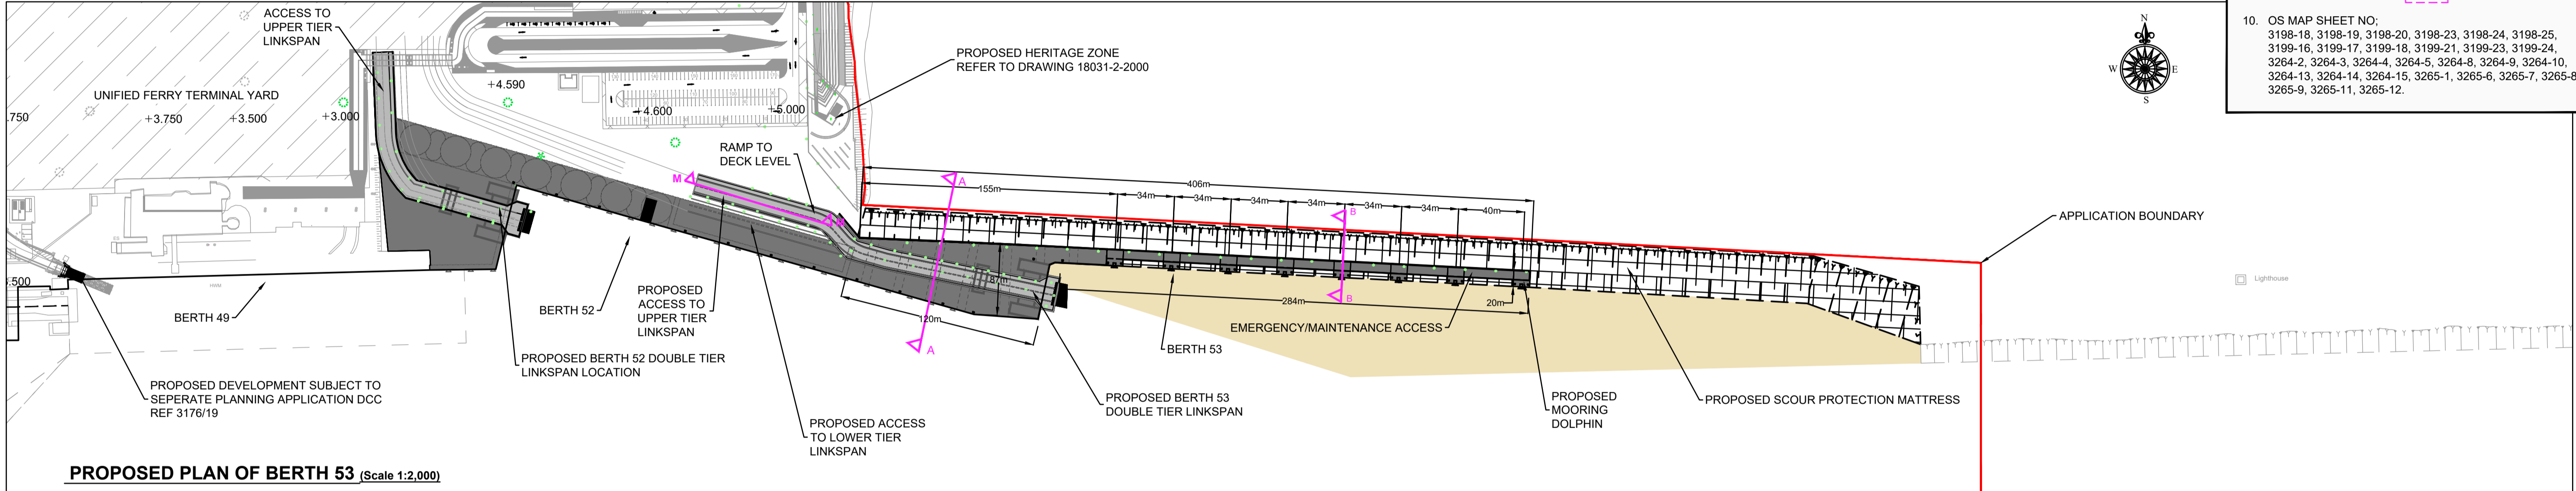 ACCESS TO
UPPER TIER
LINKSPAN
UNIFIED FERRY TERMINAL YARD
.750
+3.750
+3.500
+3.000
+4.590
+4.600
+5.000
PROPOSED HERITAGE ZONE
REFER TO DRAWING 18031-2-2000
N
W
E
S
10. OS MAP SHEET NO;
3198-18, 3198-19, 3198-20, 3198-23, 3198-24, 3198-25,
3199-16, 3199-17, 3199-18, 3199-21, 3199-23, 3199-24,
3264-2, 3264-3, 3264-4, 3264-5, 3264-8, 3264-9, 3264-10,
3264-13, 3264-14, 3264-15, 3265-1, 3265-6, 3265-7, 3265-8
3265-9, 3265-11, 3265-12.
RAMP TO
DECK LEVEL
M
A
406m
155m
34m
34m
34m
34m
34m
34m
40m
B
APPLICATION BOUNDARY
Lighthouse
.500
HWM
BERTH 49
BERTH 52
PROPOSED
ACCESS TO
UPPER TIER
LINKSPAN
87m
120m
284m
20m
B
A
EMERGENCY/MAINTENANCE ACCESS
BERTH 53
PROPOSED BERTH 52 DOUBLE TIER
LINKSPAN LOCATION
PROPOSED DEVELOPMENT SUBJECT TO
SEPERATE PLANNING APPLICATION DCC
REF 3176/19
PROPOSED ACCESS
TO LOWER TIER
LINKSPAN
PROPOSED BERTH 53
DOUBLE TIER LINKSPAN
PROPOSED
MOORING
DOLPHIN
PROPOSED SCOUR PROTECTION MATTRESS
PROPOSED PLAN OF BERTH 53 (Scale 1:2,000)